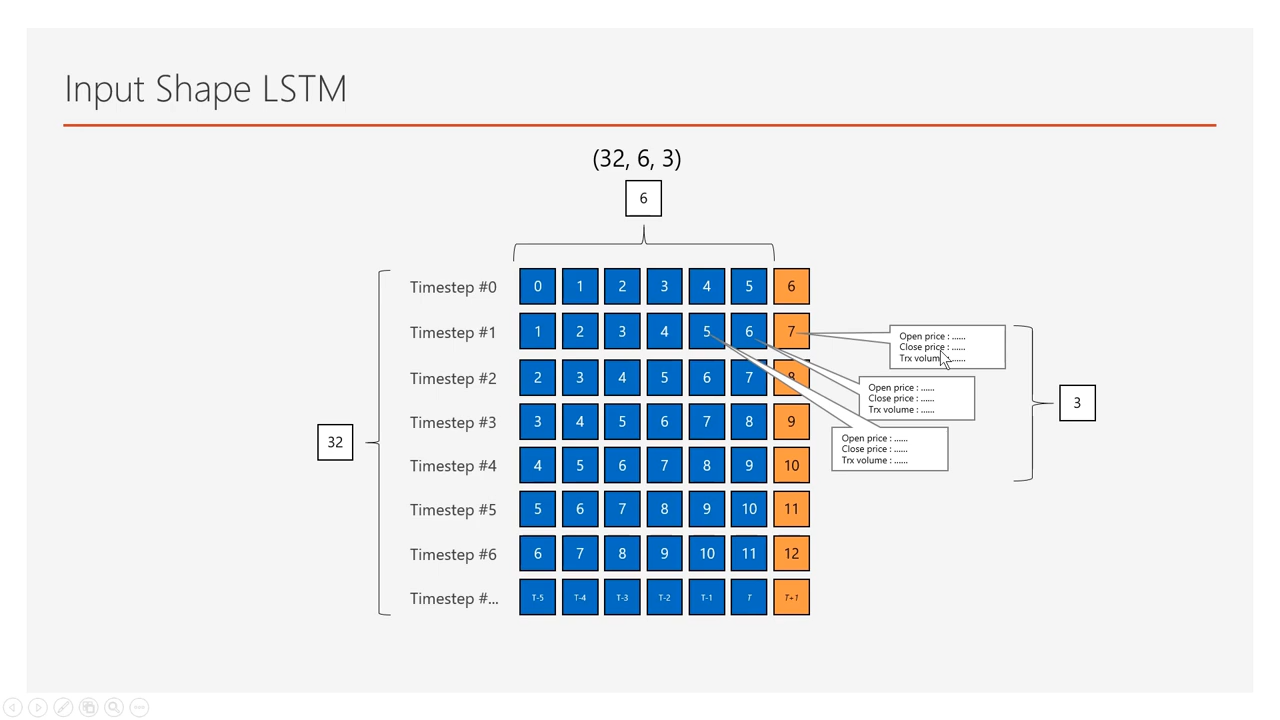 Input Shape LSTM
(32, 6, 3)
6
Timestep #0 0 1 2 3 4 5 6
Timestep #1 1 2 3 4 5 6 7
Open price : ......
Close price : ......
Trx volume : ......
Timestep #2 2 3 4 5 6 7 8
Open price : ......
Close price : ......
Trx volume : ......
3
Timestep #3 3 4 5 6 7 8 9
Open price : ......
Close price : ......
Trx volume : ......
32
Timestep #4 4 5 6 7 8 9 10
Timestep #5 5 6 7 8 9 10 11
Timestep #6 6 7 8 9 10 11 12
Timestep #... T-5 T-4 T-3 T-2 T-1 T T+1